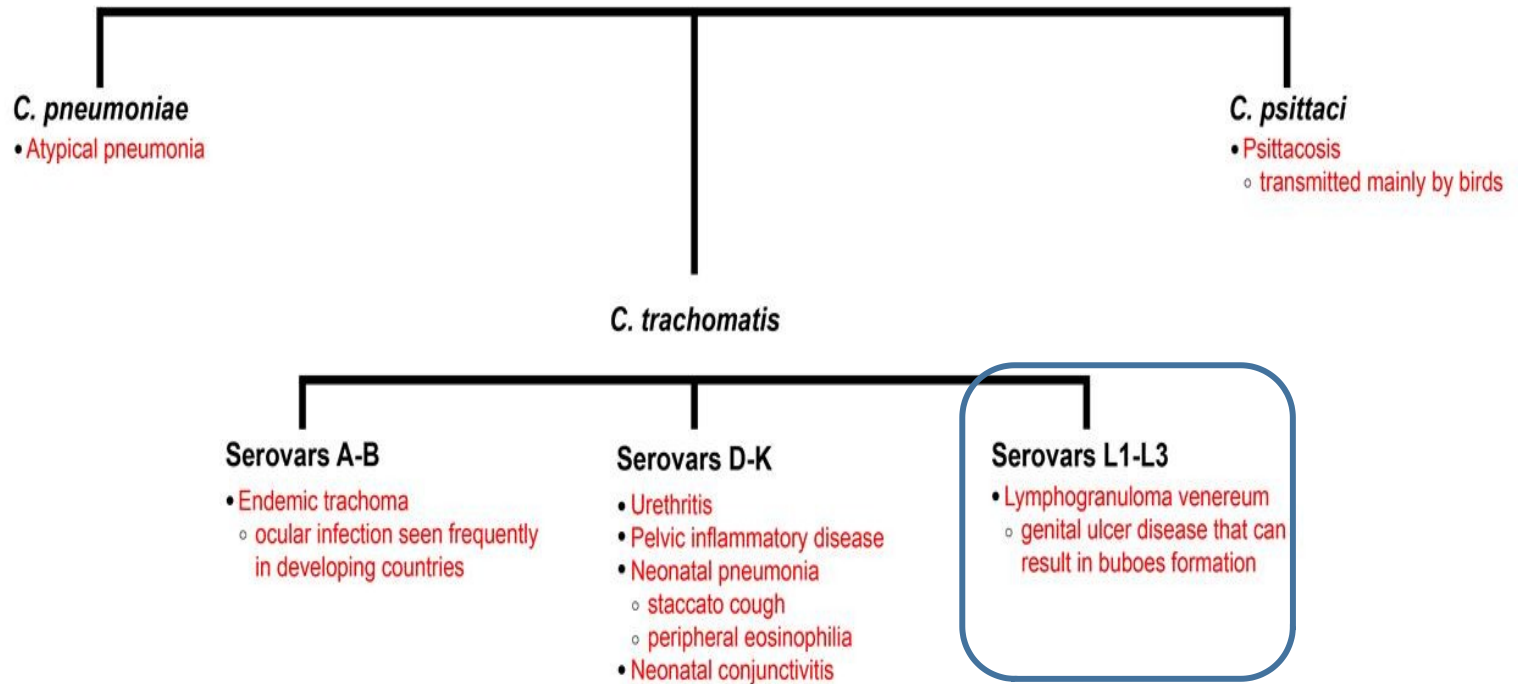 C. pneumoniae
• Atypical pneumonia
C. psittaci
• Psittacosis
◦ transmitted mainly by birds
C. trachomatis
Serovars A-B
• Endemic trachoma
◦ ocular infection seen frequently
in developing countries
Serovars D-K
• Urethritis
• Pelvic inflammatory disease
• Neonatal pneumonia
◦ staccato cough
◦ peripheral eosinophilia
• Neonatal conjunctivitis
Serovars L1-L3
• Lymphogranuloma venereum
◦ genital ulcer disease that can
result in buboes formation